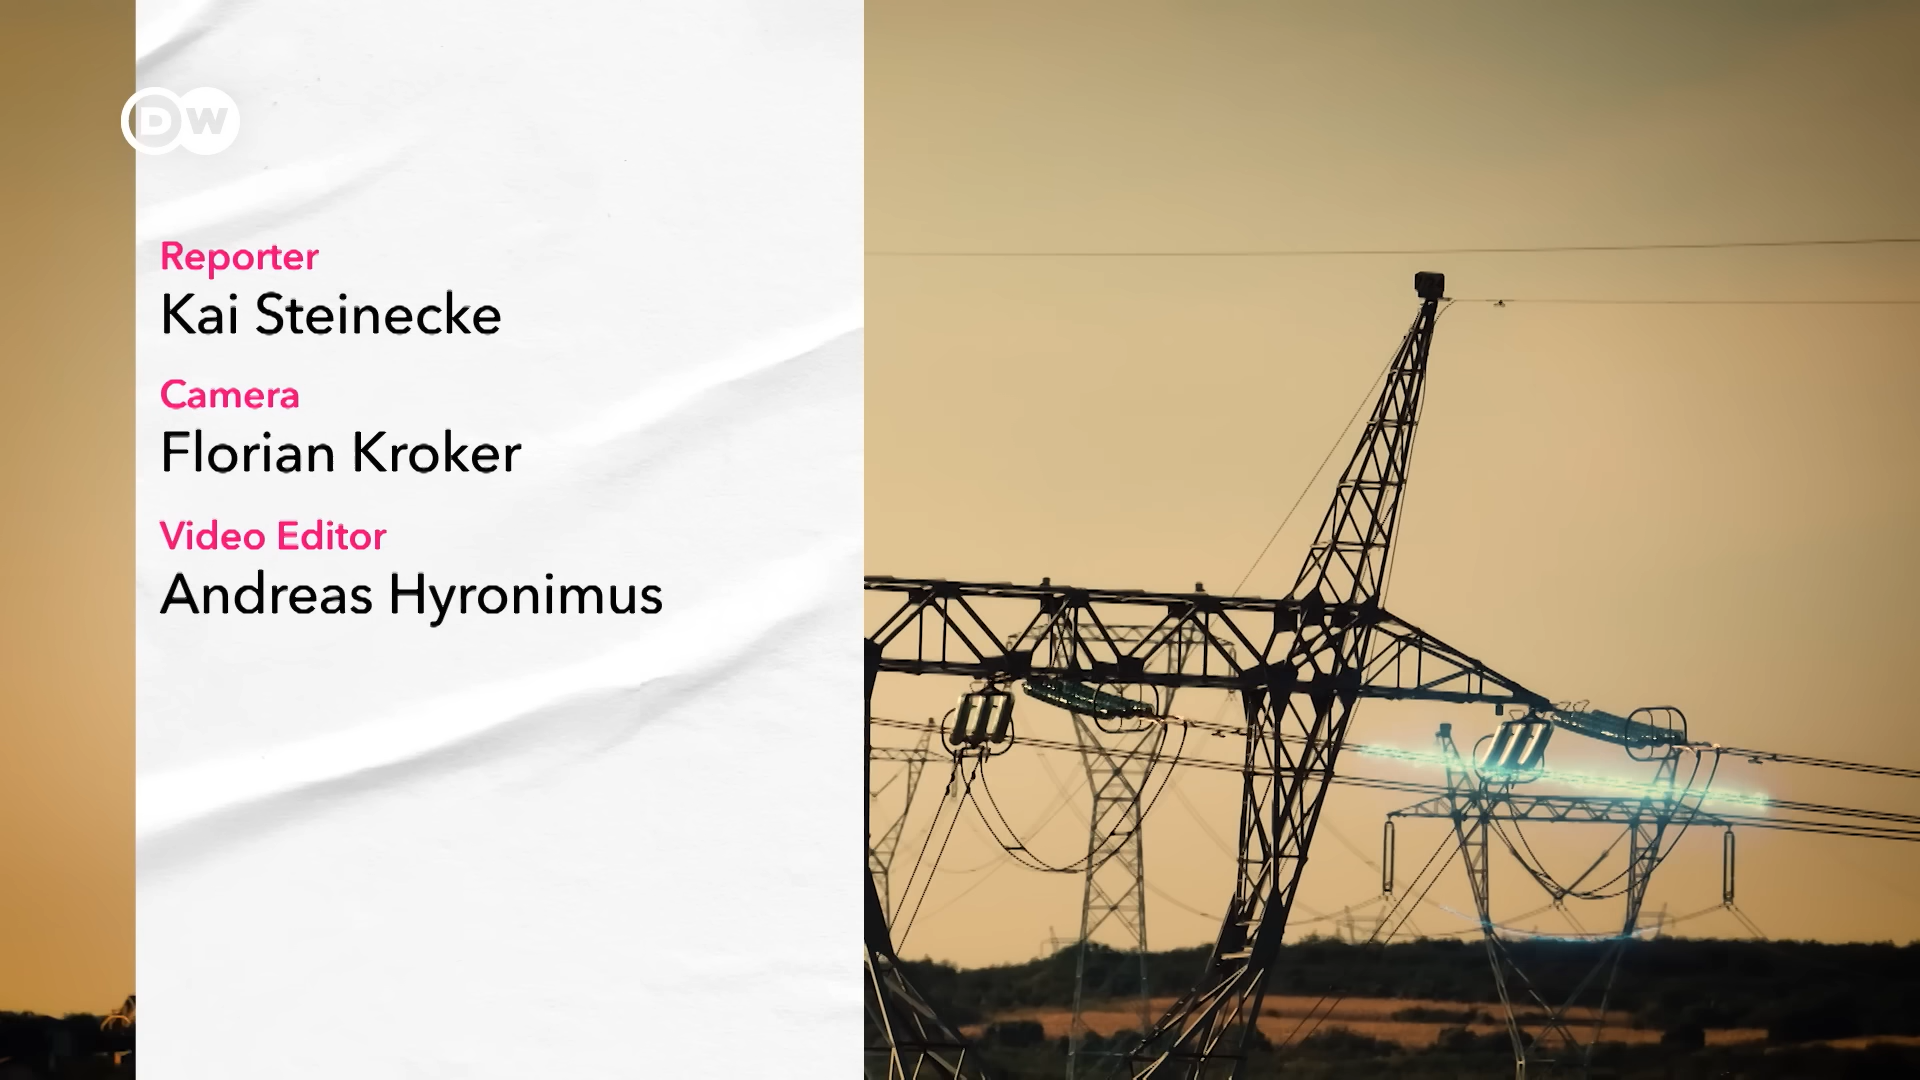 DW
Reporter
Kai Steinecke
Camera
Florian Kroker
Video Editor
Andreas Hyronimus